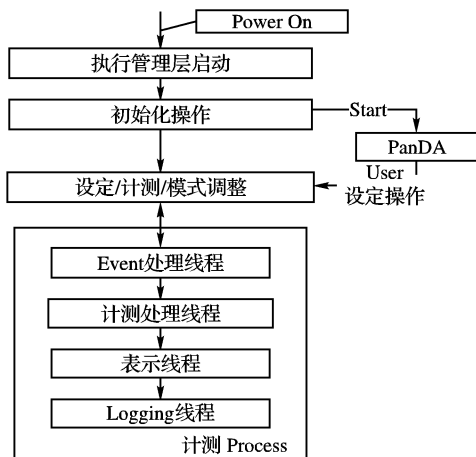 Power On
执行管理层启动
初始化操作
Start
PanDA
User
设定操作
设定/计测/模式调整
Event处理线程
计测处理线程
表示线程
Logging线程
计测 Process